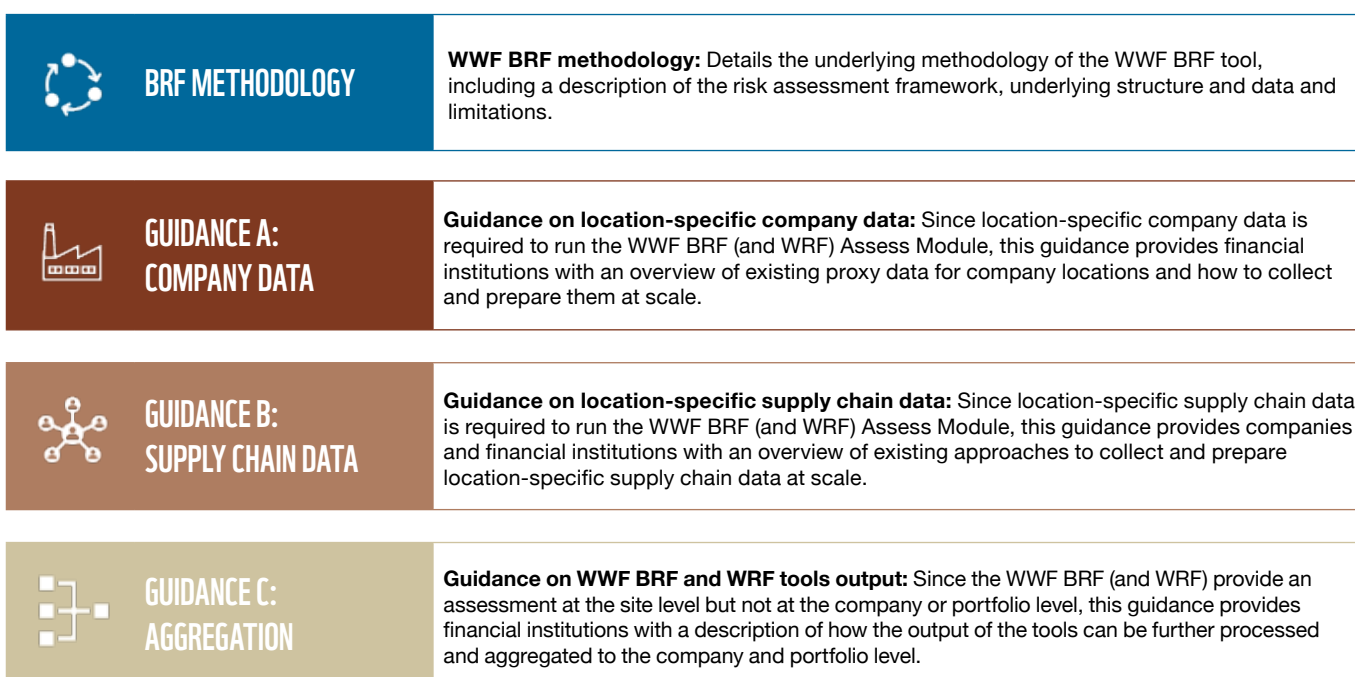 BRF METHODOLOGY
WWF BRF methodology: Details the underlying methodology of the WWF BRF tool,
including a description of the risk assessment framework, underlying structure and data and
limitations.
GUIDANCE A:
COMPANY DATA
Guidance on location-specific company data: Since location-specific company data is
required to run the WWF BRF (and WRF) Assess Module, this guidance provides financial
institutions with an overview of existing proxy data for company locations and how to collect
and prepare them at scale.
GUIDANCE B:
SUPPLY CHAIN DATA
Guidance on location-specific supply chain data: Since location-specific supply chain data
is required to run the WWF BRF (and WRF) Assess Module, this guidance provides companies
and financial institutions with an overview of existing approaches to collect and prepare
location-specific supply chain data at scale.
GUIDANCE C:
AGGREGATION
Guidance on WWF BRF and WRF tools output: Since the WWF BRF (and WRF) provide an
assessment at the site level but not at the company or portfolio level, this guidance provides
financial institutions with a description of how the output of the tools can be further processed
and aggregated to the company and portfolio level.